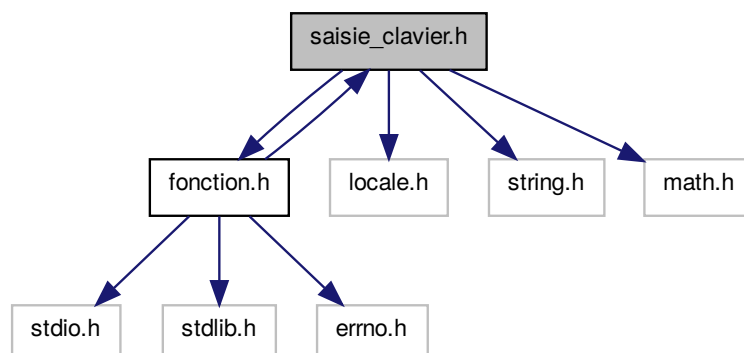 saisie_clavier.h
fonction.h
locale.h
string.h
math.h
stdio.h
stdlib.h
errno.h